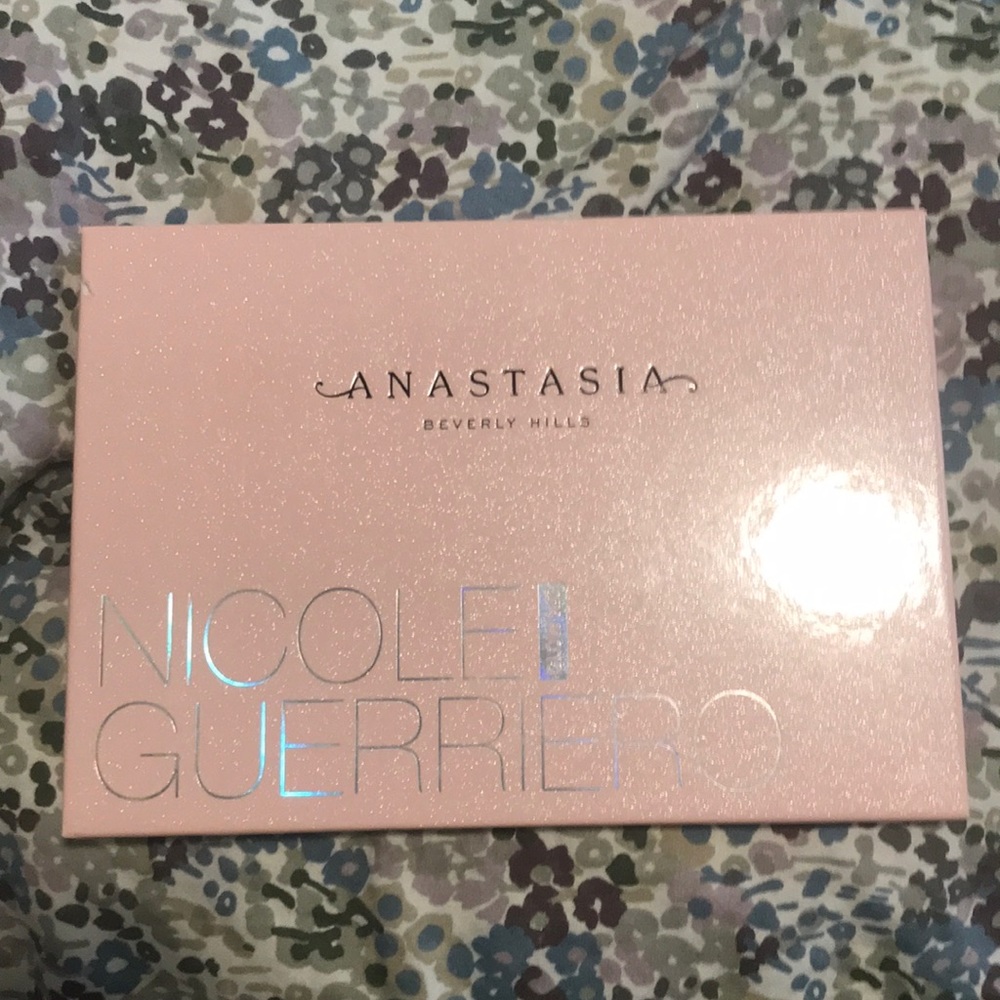 ANASTASIA
BEVERLY HILLS
NICOLE
GUERRIERO